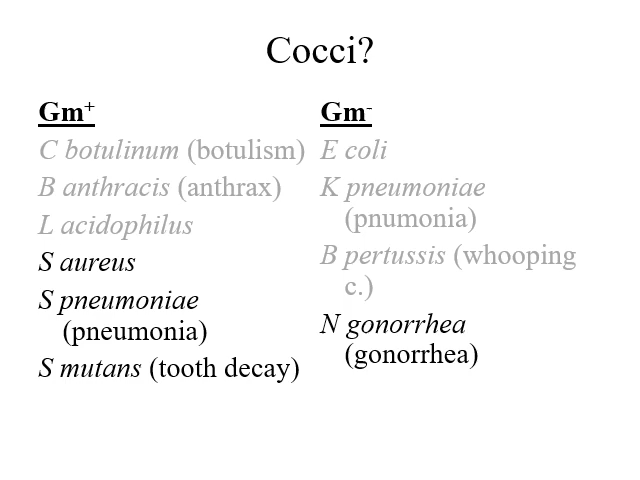 Cocci?
Gm+
C botulinum (botulism)
B anthracis (anthrax)
L acidophilus
S aureus
S pneumoniae
(pneumonia)
S mutans (tooth decay)
Gm-
E coli
K pneumoniae
(pnumonia)
B pertussis (whooping
c.)
N gonorrhea
(gonorrhea)